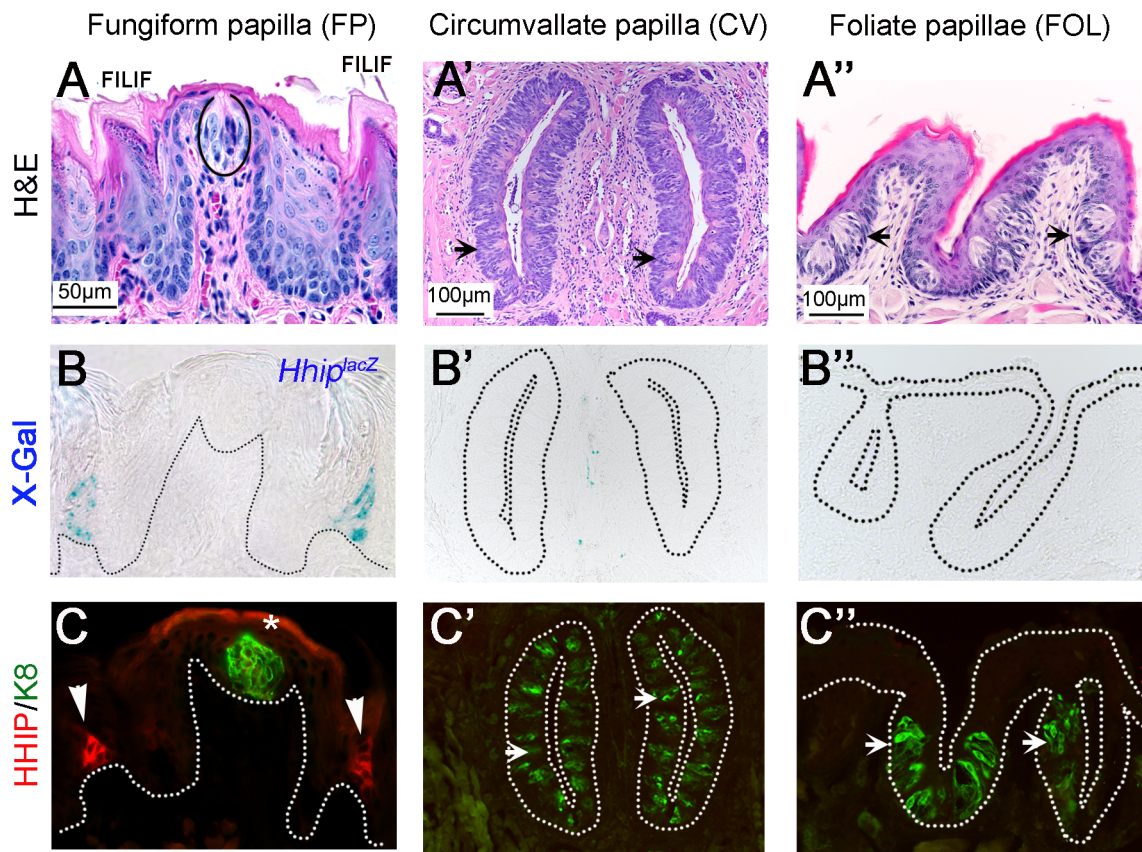 Fungiform papilla (FP)
Circumvallate papilla (CV)
Foliate papillae (FOL)
H&E
A
FILIF
FILIF
50µm
A'
100µm
A''
100µm
X-Gal
B
Hhip^lacZ
B'
B''
HHIP/K8
C
*
C'
C''